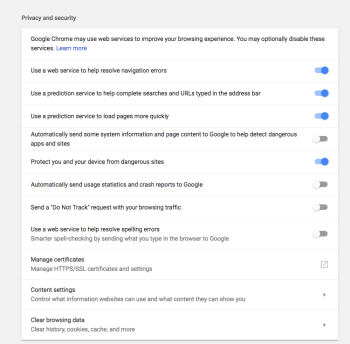 Privacy and security
Google Chrome may use web services to improve your browsing experience. You may optionally disable these
services. Learn more
Use a web service to help resolve navigation errors
Use a prediction service to help complete searches and URLs typed in the address bar
Use a prediction service to load pages more quickly
Automatically send some system information and page content to Google to help detect dangerous
apps and sites
Protect you and your device from dangerous sites
Automatically send usage statistics and crash reports to Google
Send a "Do Not Track" request with your browsing traffic
Use a web service to help resolve spelling errors
Smarter spell-checking by sending what you type in the browser to Google
Manage certificates
Manage HTTPS/SSL certificates and settings
Content settings
Control what information websites can use and what content they can show you
Clear browsing data
Clear history, cookies, cache, and more